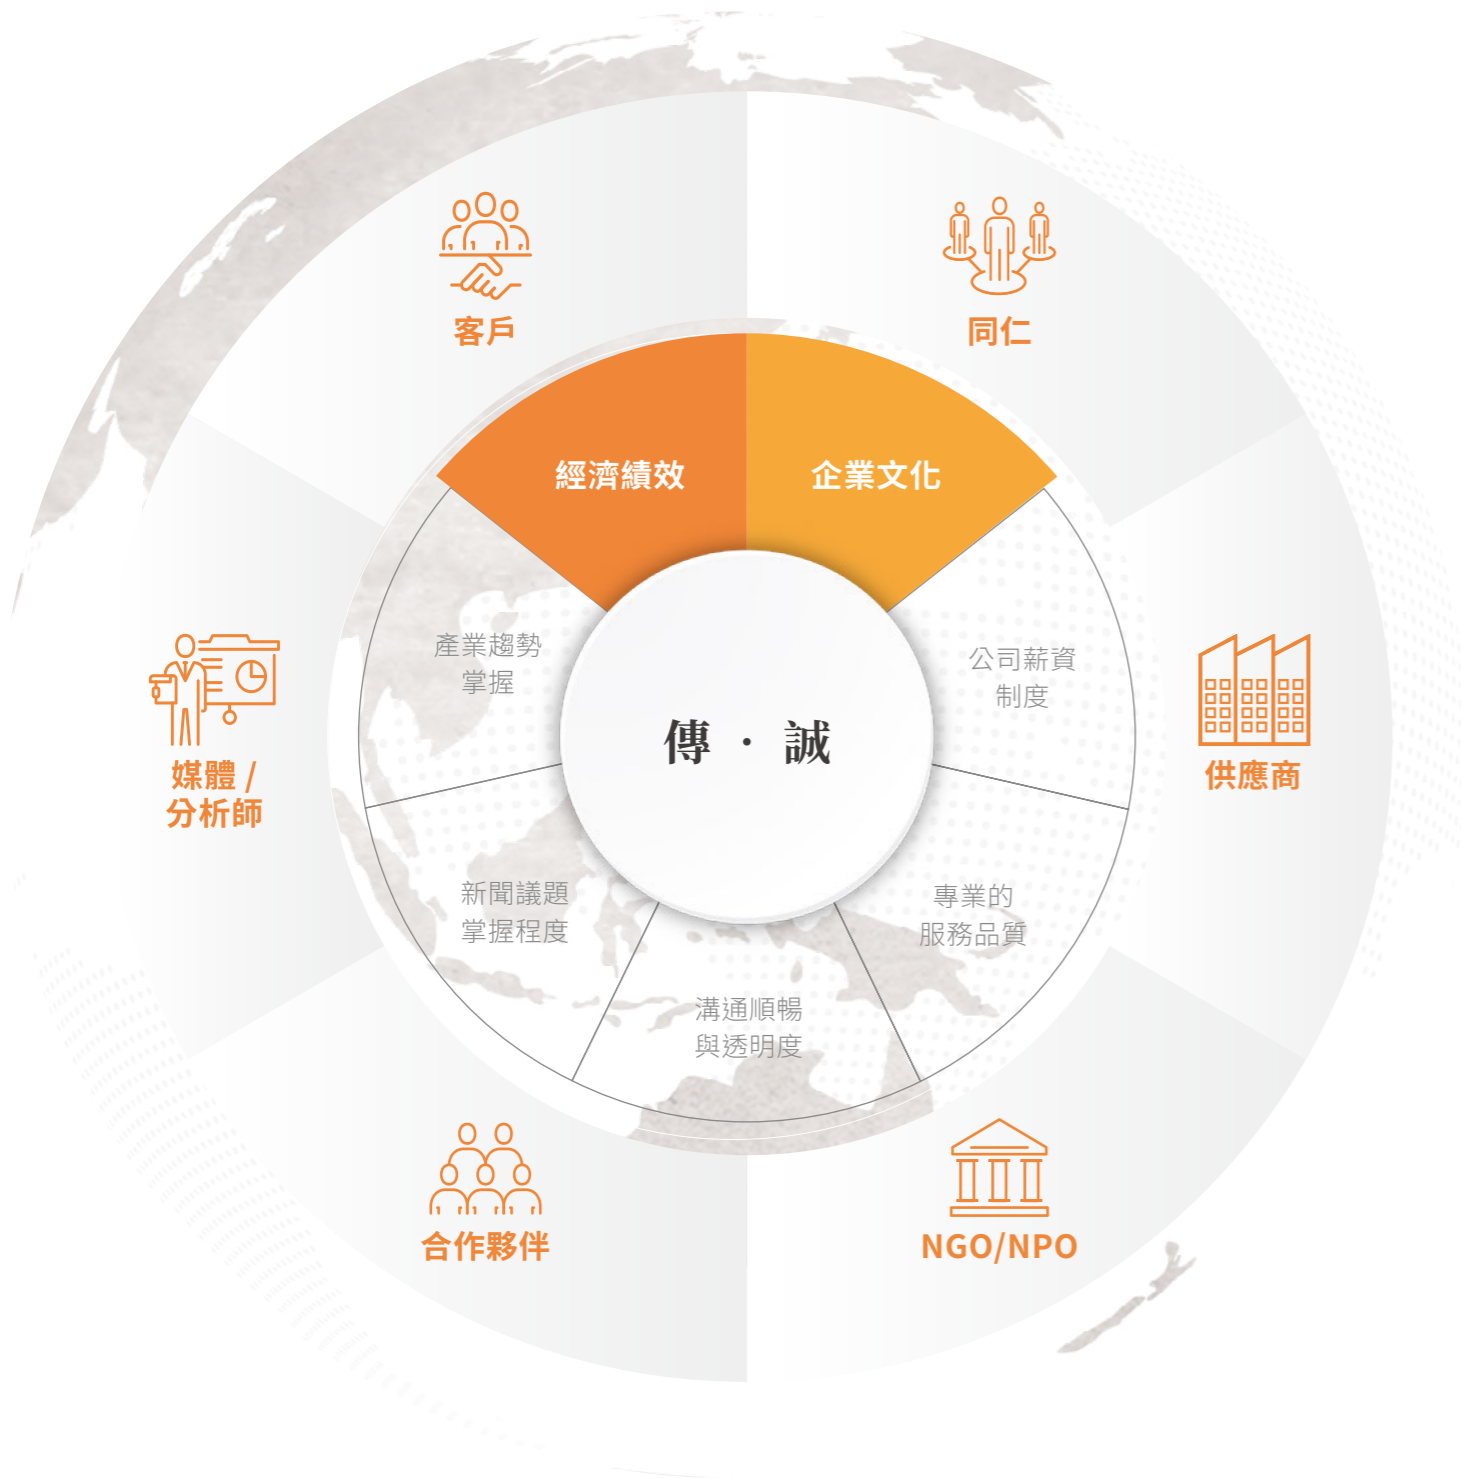 客戶
同仁
經濟績效
企業文化
產業趨勢
掌握
公司薪資
制度
傳・誠
媒體 /
分析師
供應商
新聞議題
掌握程度
專業的
服務品質
溝通順暢
與透明度
合作夥伴
NGO/NPO